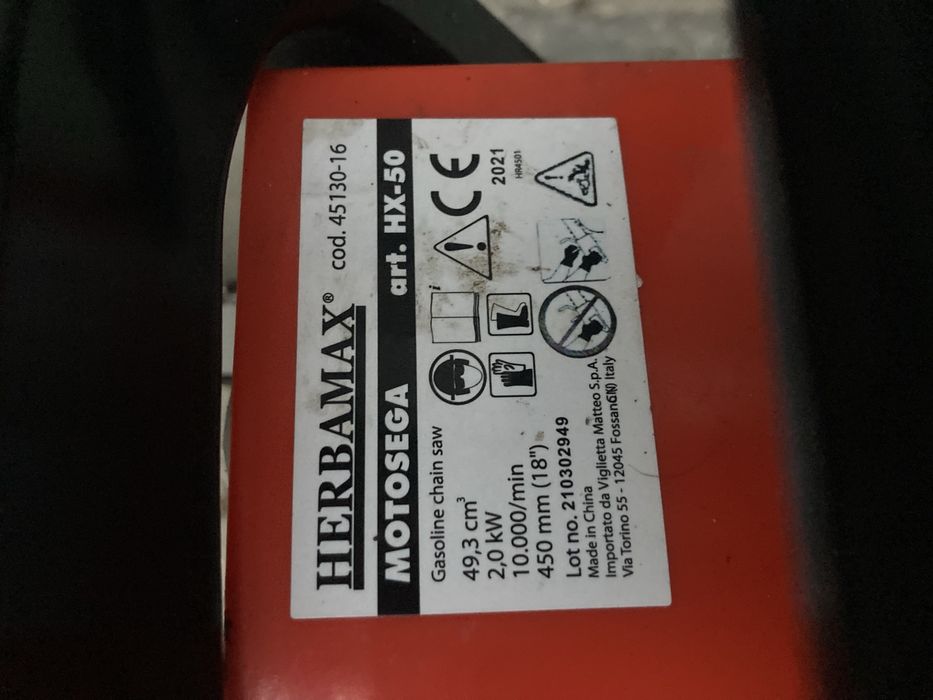 HERBAMAX® cod. 45130-16
MOTOSEGA art. HX-50
Gasoline chain saw
49,3 cm³
2,0 kW
10.000/min
450 mm (18")
CE
2021
HR4501
i
Lot no. 210302949
Made in China
Importato da Viglietta Matteo S.p.A.
Via Torino 55 - 12045 Fossano(CN) Italy